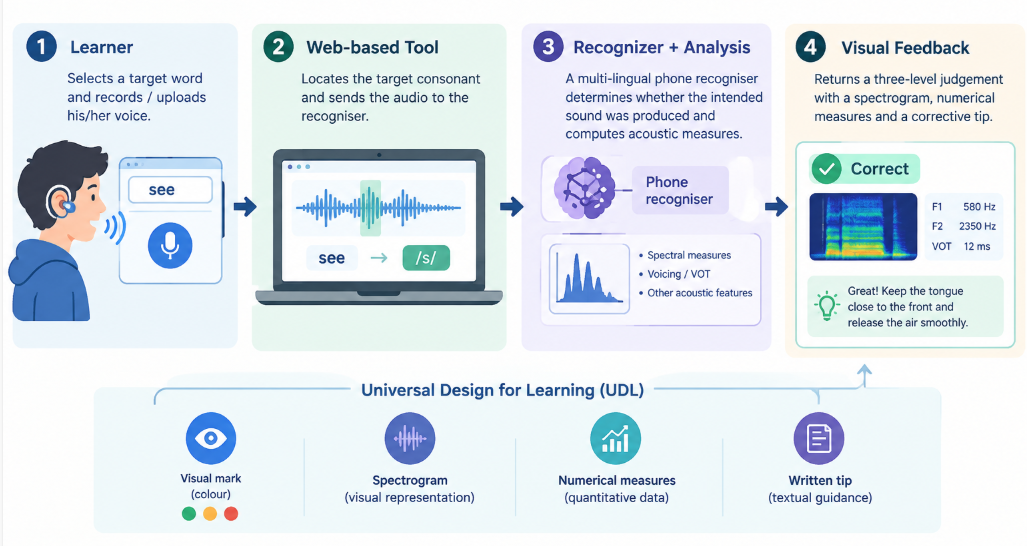 1 Learner
Selects a target word
and records / uploads
his/her voice.
see
2 Web-based Tool
Locates the target consonant
and sends the audio to the
recogniser.
see → /s/
3 Recognizer + Analysis
A multi-lingual phone recogniser
determines whether the intended
sound was produced and
computes acoustic measures.
Phone
recogniser
• Spectral measures
• Voicing / VOT
• Other acoustic features
4 Visual Feedback
Returns a three-level judgement
with a spectrogram, numerical
measures and a corrective tip.
Correct
F1 580 Hz
F2 2350 Hz
VOT 12 ms
Great! Keep the tongue
close to the front and
release the air smoothly.
Universal Design for Learning (UDL)
Visual mark
(colour)
Spectrogram
(visual representation)
Numerical measures
(quantitative data)
Written tip
(textual guidance)